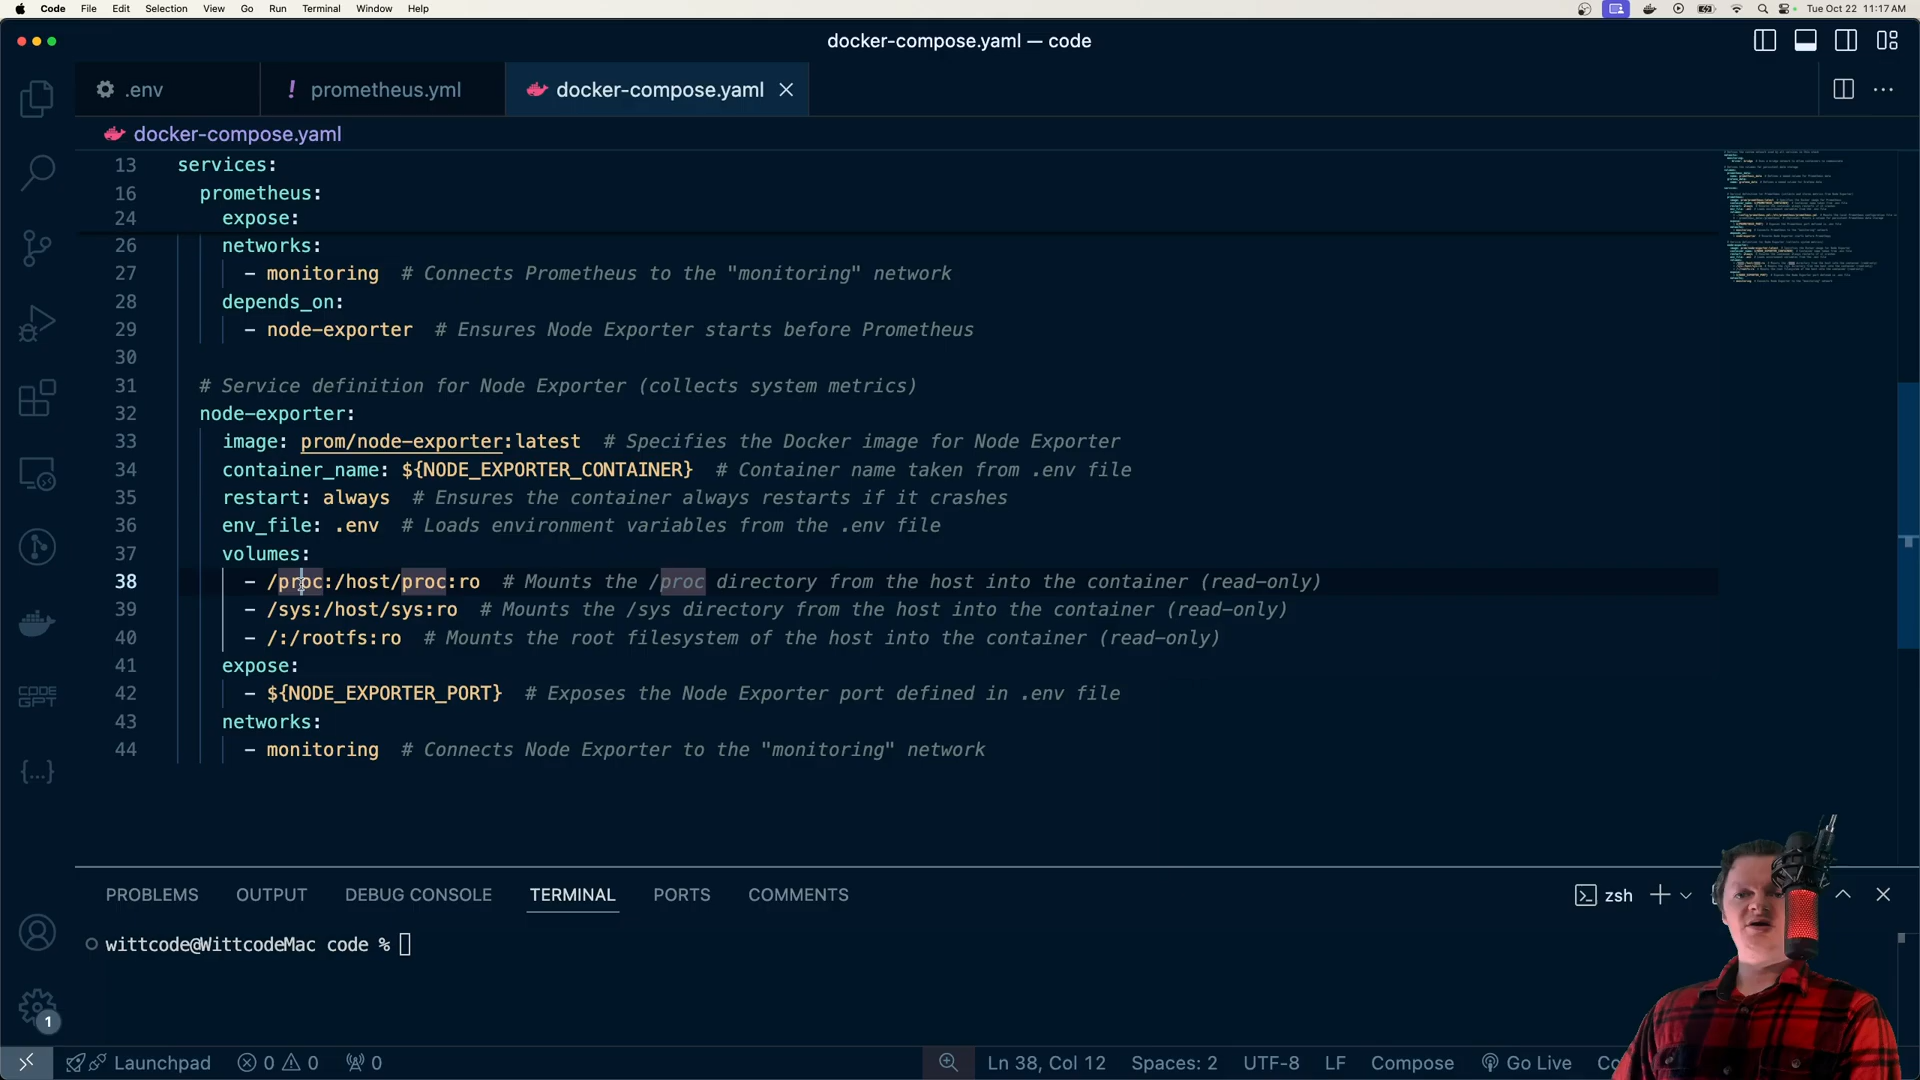 Code File Edit Selection View Go Run Terminal Window Help
Tue Oct 22 11:17 AM
docker-compose.yaml — code
.env
! prometheus.yml
docker-compose.yaml
docker-compose.yaml
13 services:
16 prometheus:
24 expose:
26 networks:
27 - monitoring # Connects Prometheus to the "monitoring" network
28 depends_on:
29 - node-exporter # Ensures Node Exporter starts before Prometheus
30
31 # Service definition for Node Exporter (collects system metrics)
32 node-exporter:
33 image: prom/node-exporter:latest # Specifies the Docker image for Node Exporter
34 container_name: ${NODE_EXPORTER_CONTAINER} # Container name taken from .env file
35 restart: always # Ensures the container always restarts if it crashes
36 env_file: .env # Loads environment variables from the .env file
37 volumes:
38 - /proc:/host/proc:ro # Mounts the /proc directory from the host into the container (read-only)
39 - /sys:/host/sys:ro # Mounts the /sys directory from the host into the container (read-only)
40 - /:/rootfs:ro # Mounts the root filesystem of the host into the container (read-only)
41 expose:
42 - ${NODE_EXPORTER_PORT} # Exposes the Node Exporter port defined in .env file
43 networks:
44 - monitoring # Connects Node Exporter to the "monitoring" network
CODE GPT
PROBLEMS OUTPUT DEBUG CONSOLE TERMINAL PORTS COMMENTS
zsh
wittcode@WittcodeMac code %
1
Launchpad 0 0 0
Ln 38, Col 12 Spaces: 2 UTF-8 LF Compose Go Live